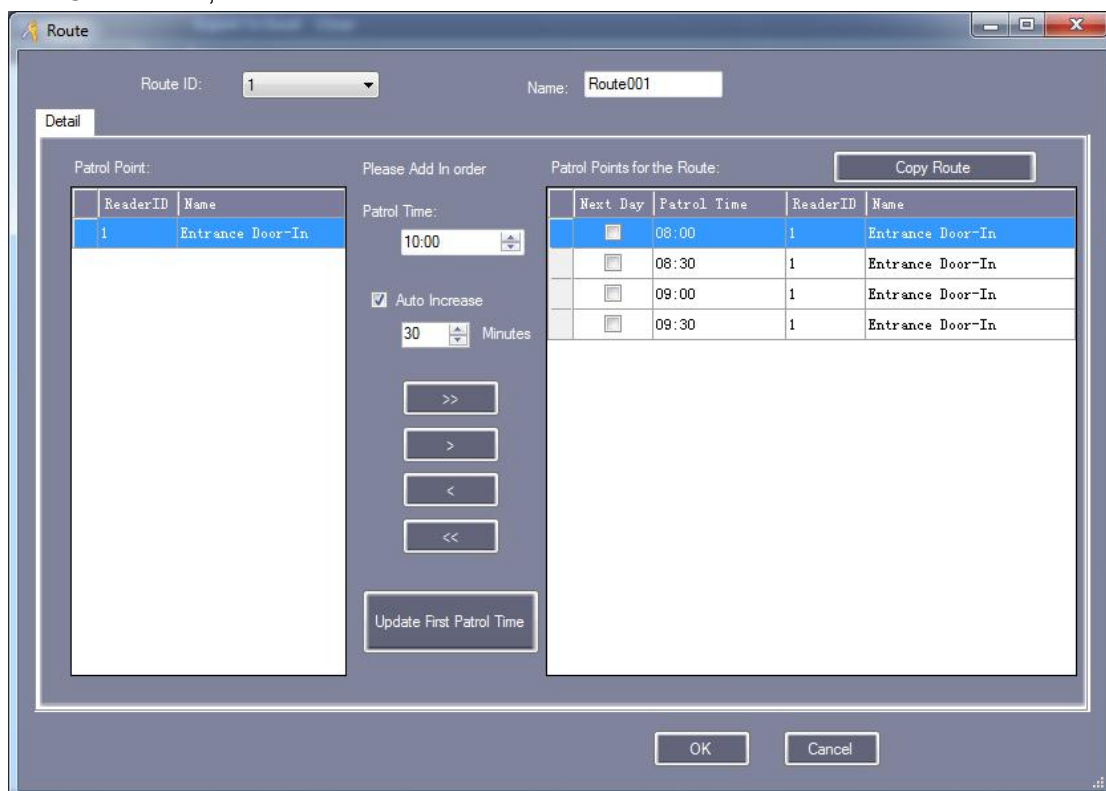 Route
Route ID: 1 Name: Route001
Detail
Patrol Point: Please Add In order Patrol Points for the Route: Copy Route
ReaderID Name
1 Entrance Door-In
Patrol Time:
10:00
Auto Increase
30 Minutes
>>
>
<
<<
Update First Patrol Time
Next Day Patrol Time ReaderID Name
08:00 1 Entrance Door-In
08:30 1 Entrance Door-In
09:00 1 Entrance Door-In
09:30 1 Entrance Door-In
OK Cancel